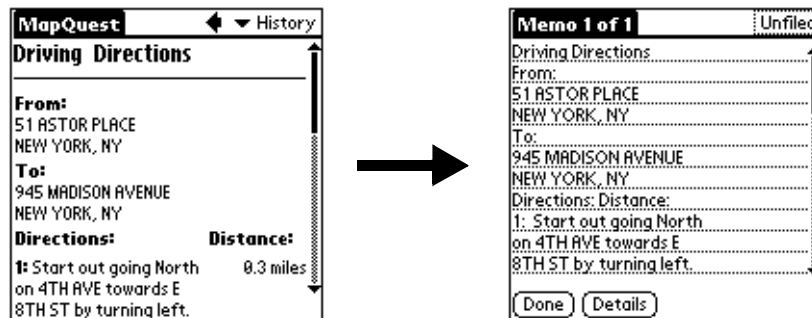 MapQuest
History
Driving Directions
From:
51 ASTOR PLACE
NEW YORK, NY
To:
945 MADISON AVENUE
NEW YORK, NY
Directions: Distance:
1: Start out going North 0.3 miles
on 4TH AVE towards E
8TH ST by turning left.
Memo 1 of 1
Unfiled
Driving Directions
From:
51 ASTOR PLACE
NEW YORK, NY
To:
945 MADISON AVENUE
NEW YORK, NY
Directions: Distance:
1: Start out going North
on 4TH AVE towards E
8TH ST by turning left.
Done Details